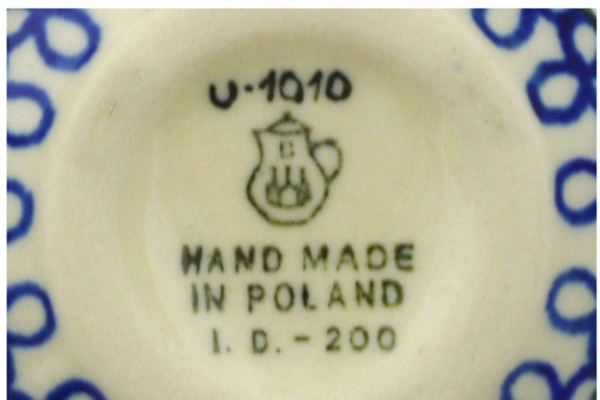 U-1010
B
HAND MADE
IN POLAND
I. D. - 200